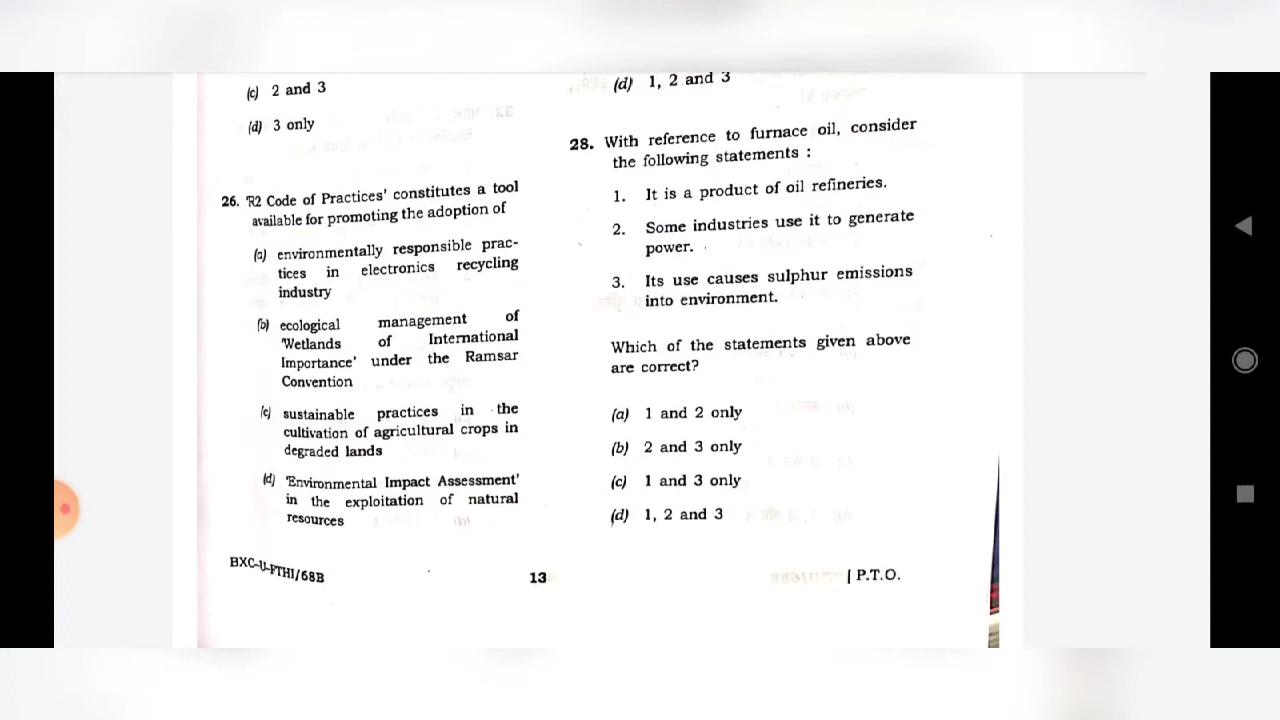 (c) 2 and 3
(d) 3 only
26. 'R2 Code of Practices' constitutes a tool
available for promoting the adoption of
(a) environmentally responsible prac-
tices in electronics recycling
industry
(b) ecological management of
'Wetlands of International
Importance' under the Ramsar
Convention
(c) sustainable practices in the
cultivation of agricultural crops in
degraded lands
(d) 'Environmental Impact Assessment'
in the exploitation of natural
resources
(d) 1, 2 and 3
28. With reference to furnace oil, consider
the following statements :
1. It is a product of oil refineries.
2. Some industries use it to generate
power.
3. Its use causes sulphur emissions
into environment.
Which of the statements given above
are correct?
(a) 1 and 2 only
(b) 2 and 3 only
(c) 1 and 3 only
(d) 1, 2 and 3
BXC-U-FTHI/68B
13
[ P.T.O.